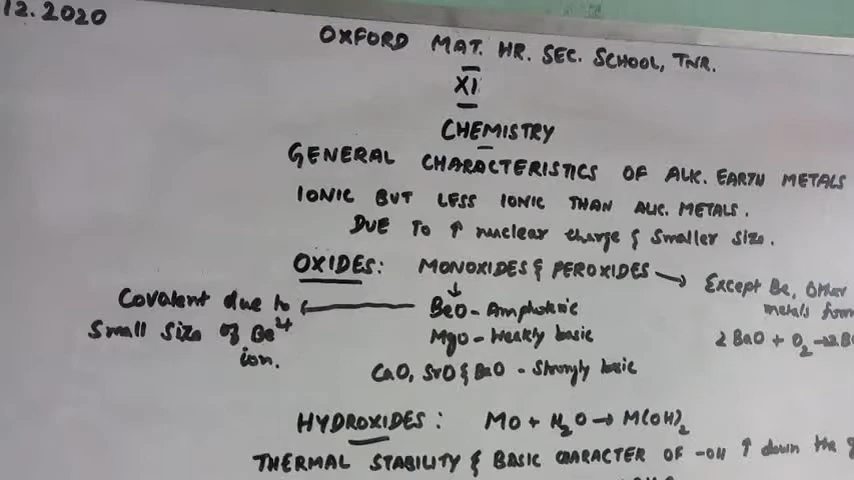 12.2020
OXFORD MAT. HR. SEC. SCHOOL, TNR.
XI
CHEMISTRY
GENERAL CHARACTERISTICS OF ALK. EARTH METALS
IONIC BUT LESS IONIC THAN ALK. METALS.
DUE TO ↑ nuclear charge & smaller size.
OXIDES: MONOXIDES & PEROXIDES → Except Be, Other
metals form
Covalent due to ← BeO - Amphoteric
small size of Be²⁺ MgO - Weakly basic 2 BaO + O₂ → 2
ion. CaO, SrO & BaO - Strongly basic
HYDROXIDES: MO + H₂O → M(OH)₂
THERMAL STABILITY & BASIC CHARACTER OF -OH ↑ down the